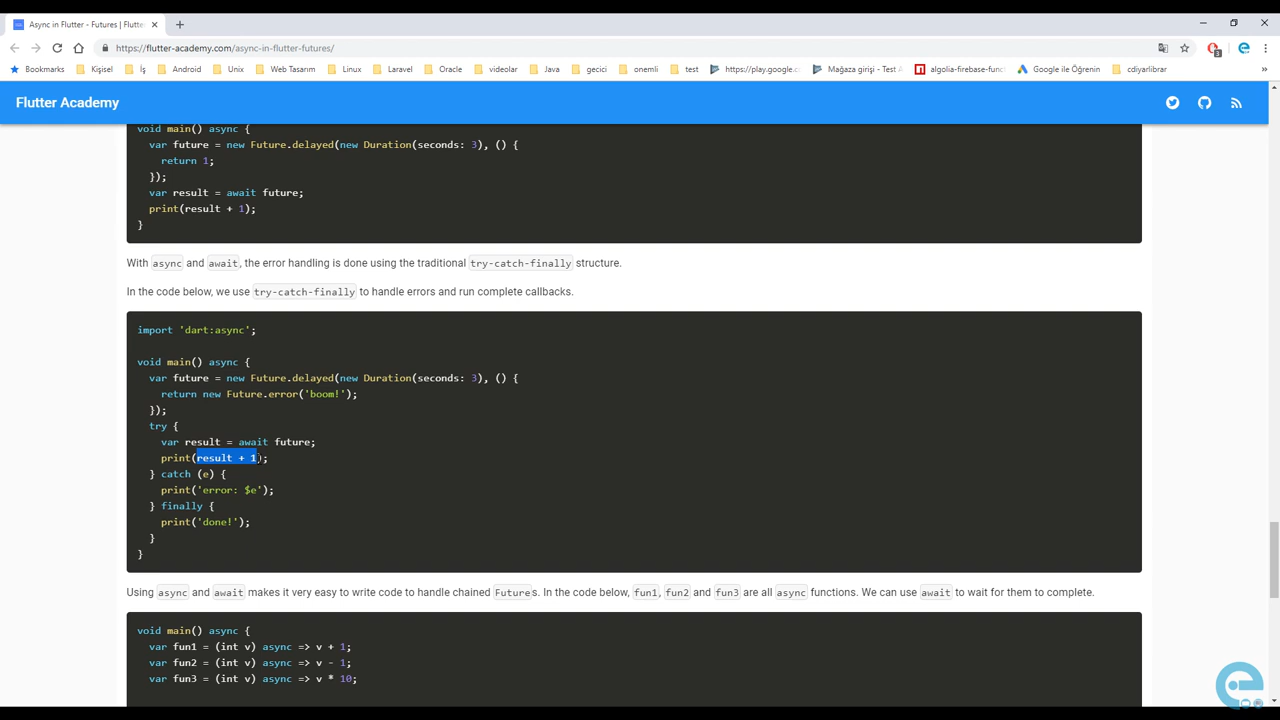 Async in Flutter - Futures | Flutte
https://flutter-academy.com/async-in-flutter-futures/
Bookmarks Kişisel İş Android Unix Web Tasarım Linux Laravel Oracle videolar Java gecici onemli test https://play.google.c Mağaza girişi - Test A algolia-firebase-func Google ile Öğrenin cdiyarlibrar »
Flutter Academy
void main() async {
var future = new Future.delayed(new Duration(seconds: 3), () {
return 1;
});
var result = await future;
print(result + 1);
}
With async and await, the error handling is done using the traditional try-catch-finally structure.
In the code below, we use try-catch-finally to handle errors and run complete callbacks.
import 'dart:async';
void main() async {
var future = new Future.delayed(new Duration(seconds: 3), () {
return new Future.error('boom!');
});
try {
var result = await future;
print(result + 1);
} catch (e) {
print('error: $e');
} finally {
print('done!');
}
}
Using async and await makes it very easy to write code to handle chained Futures. In the code below, fun1, fun2 and fun3 are all async functions. We can use await to wait for them to complete.
void main() async {
var fun1 = (int v) async => v + 1;
var fun2 = (int v) async => v - 1;
var fun3 = (int v) async => v * 10;